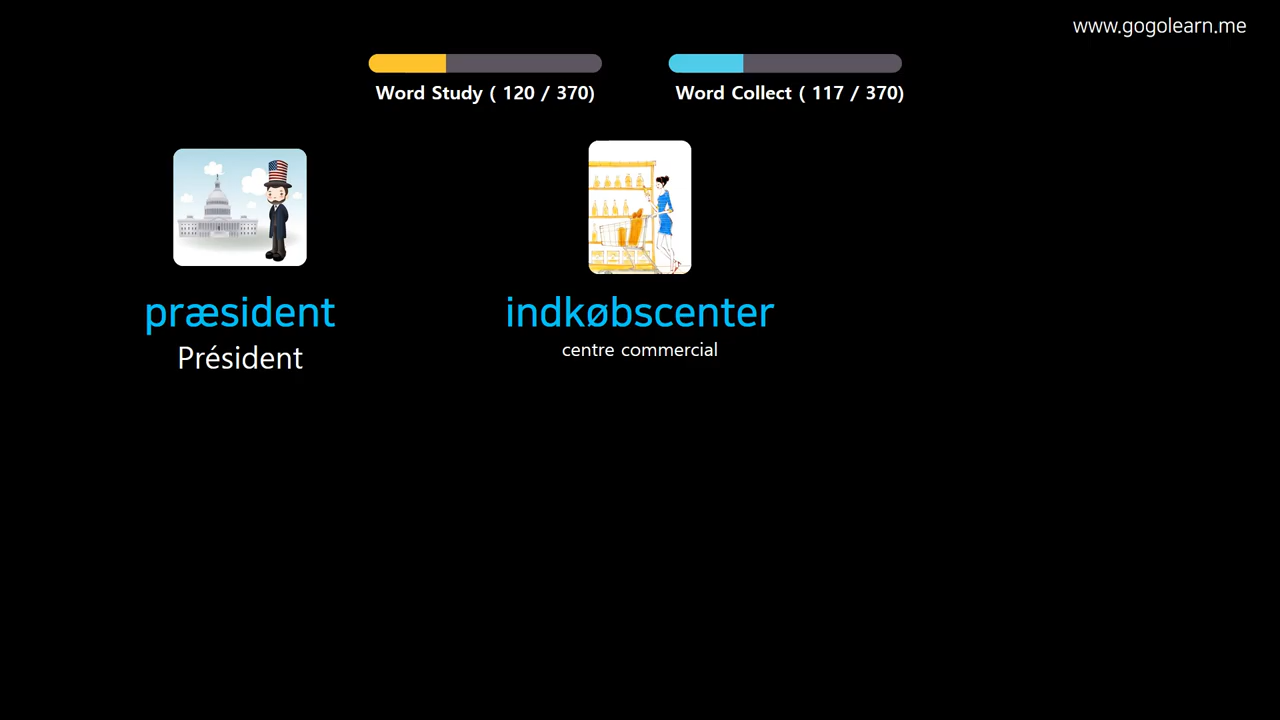 www.gogolearn.me
Word Study ( 120 / 370)
Word Collect ( 117 / 370)
præsident
Président
indkøbscenter
centre commercial